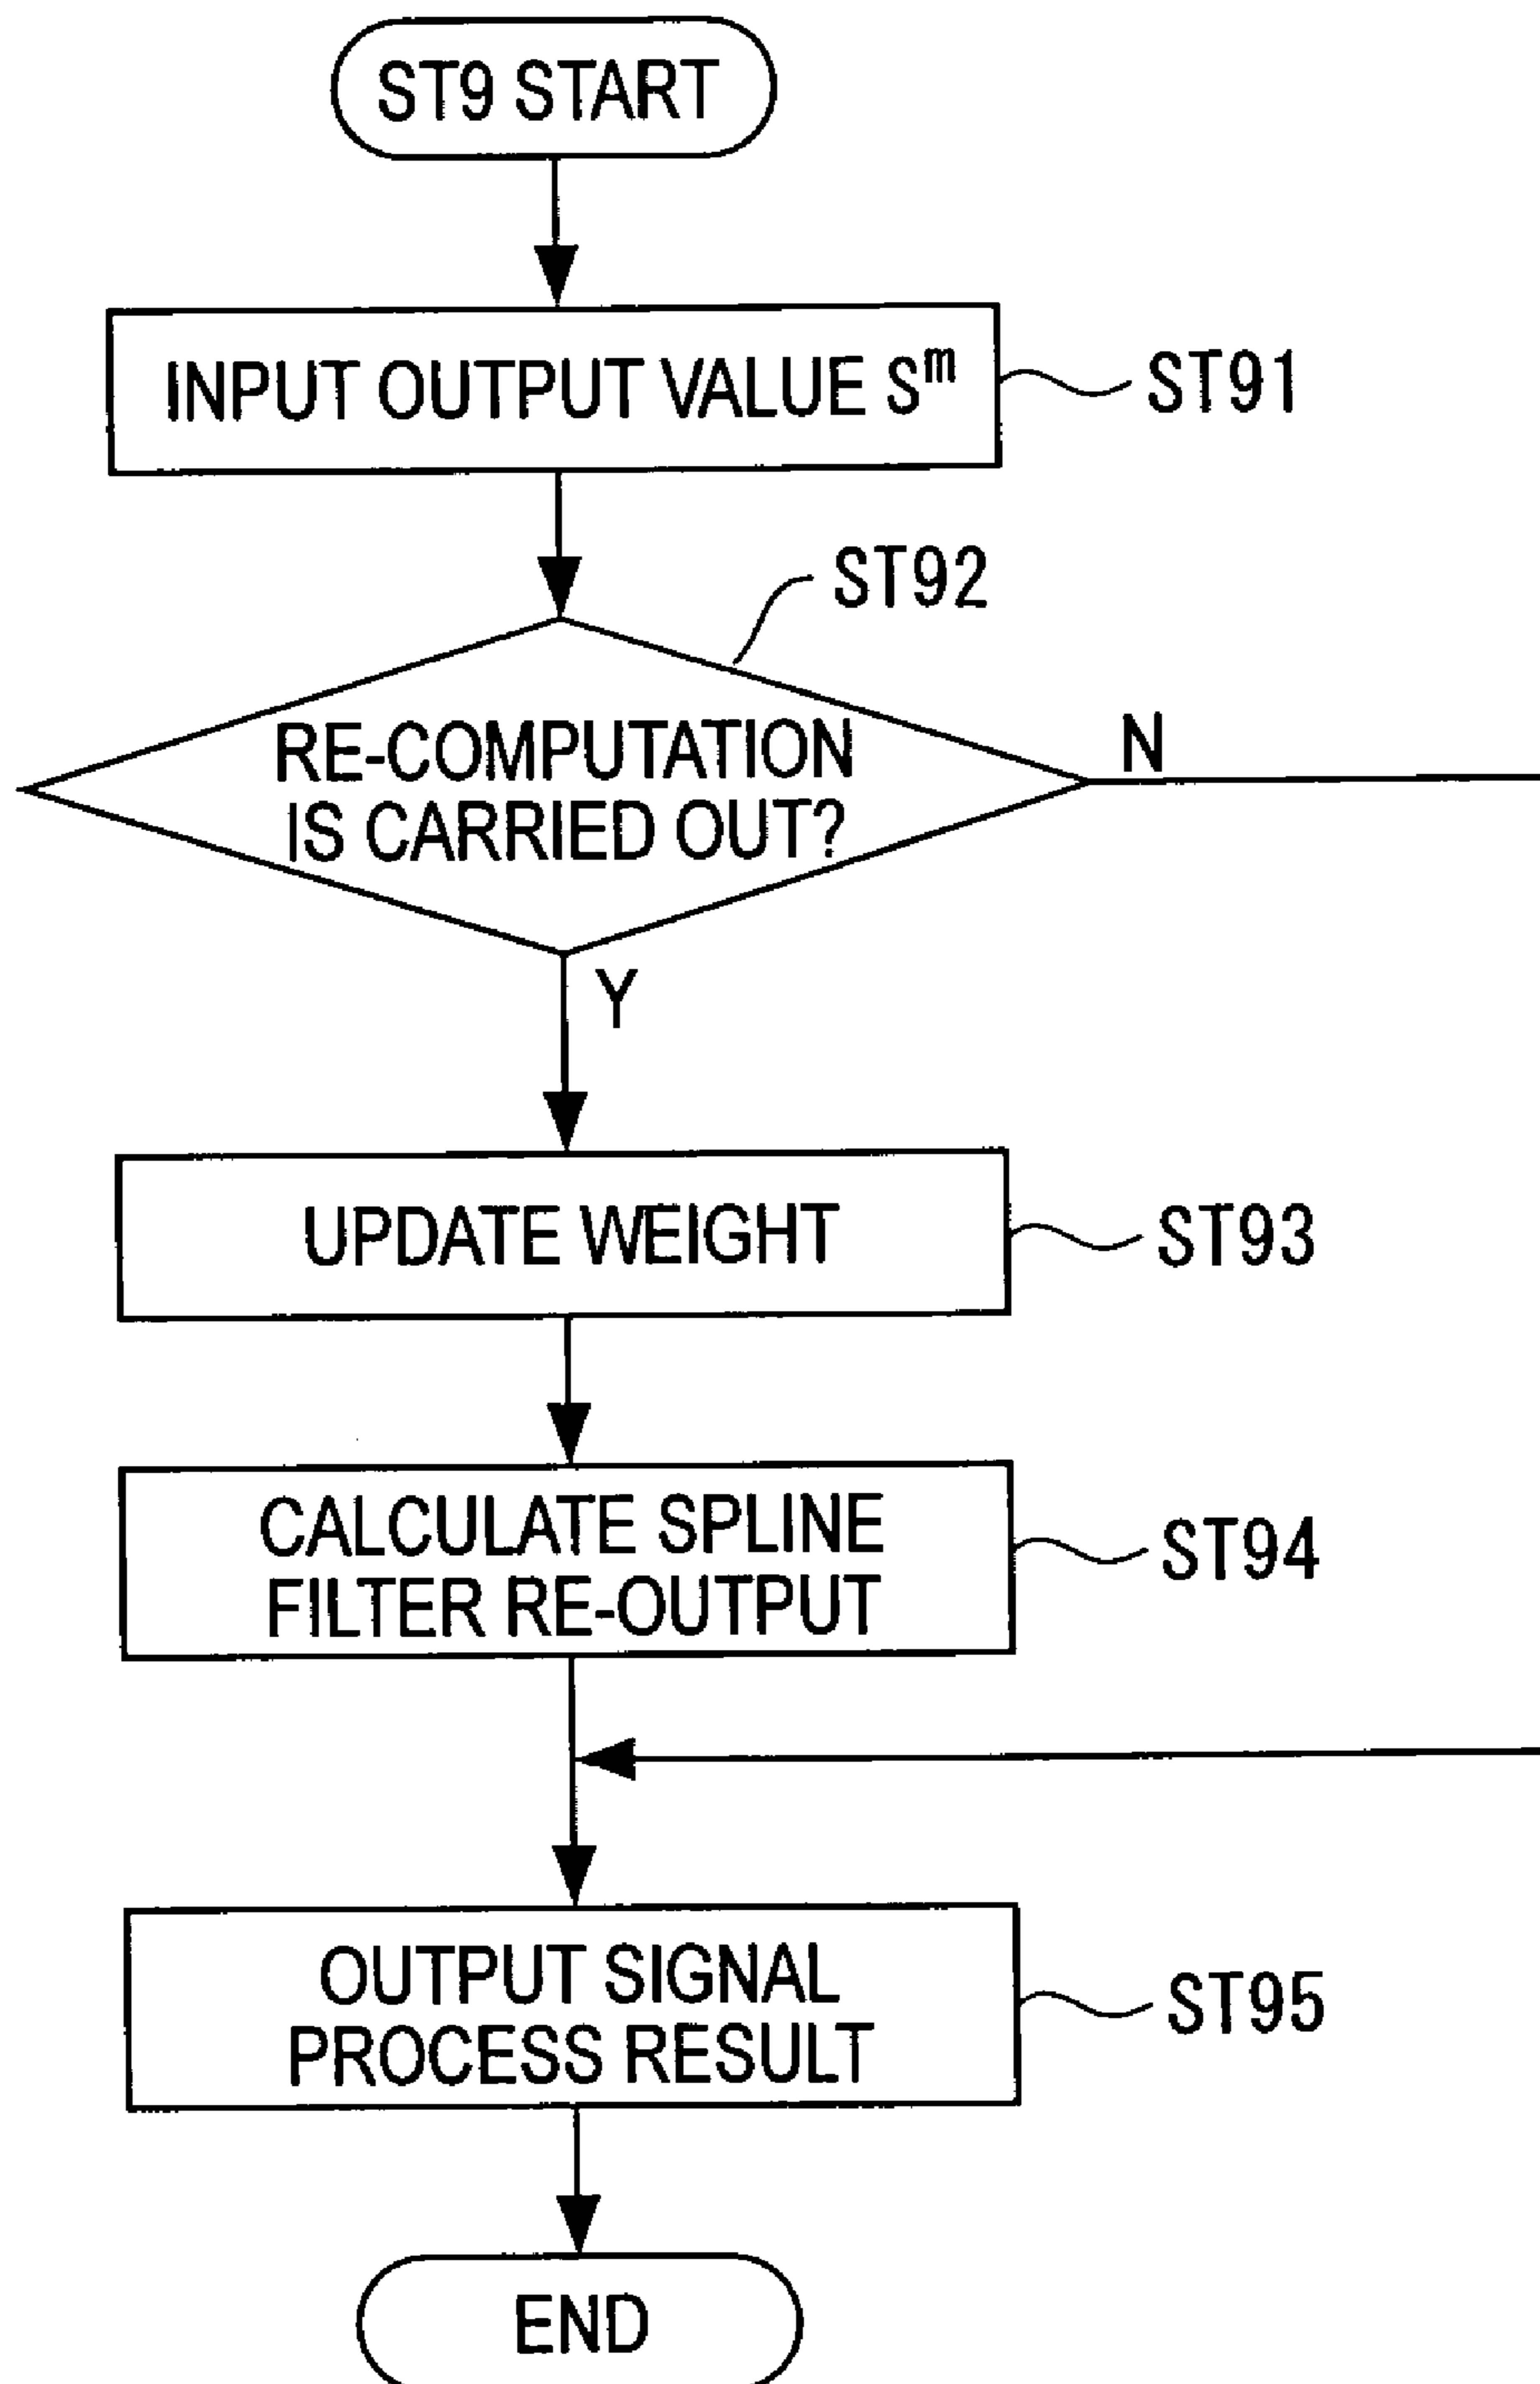 ST9 START
INPUT OUTPUT VALUE Sᵐ
ST91
ST92
RE-COMPUTATION
IS CARRIED OUT?
N
Y
UPDATE WEIGHT
ST93
CALCULATE SPLINE
FILTER RE-OUTPUT
ST94
OUTPUT SIGNAL
PROCESS RESULT
ST95
END